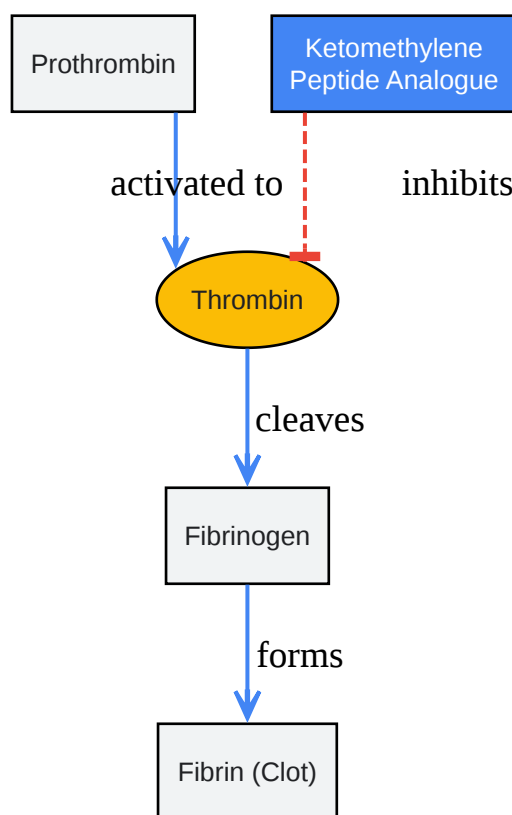 Prothrombin
Ketomethylene
Peptide Analogue
activated to
inhibits
Thrombin
cleaves
Fibrinogen
forms
Fibrin (Clot)